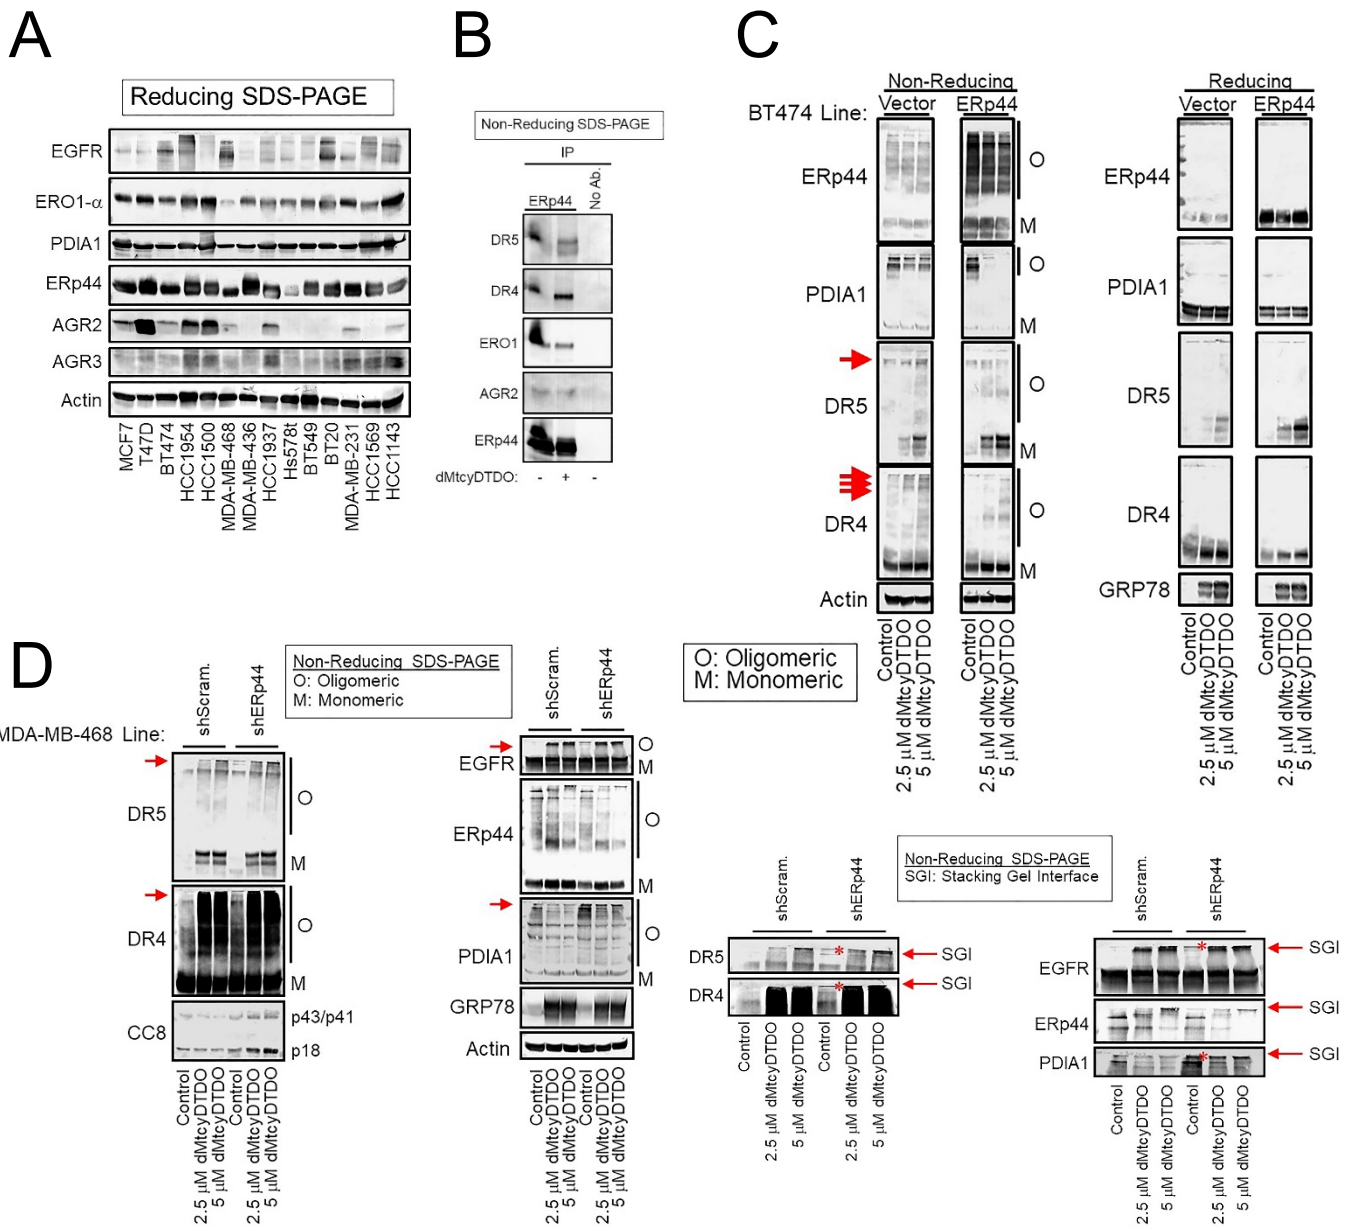 A
Reducing SDS-PAGE
EGFR
ERO1-α
PDIA1
ERp44
AGR2
AGR3
Actin
MCF7
T47D
BT474
HCC1954
HCC1500
MDA-MB-468
MDA-MB-436
HCC1937
Hs578t
BT549
BT20
MDA-MB-231
HCC1569
HCC1143
B
Non-Reducing SDS-PAGE
IP
ERp44
No Ab.
DR5
DR4
ERO1
AGR2
ERp44
dMtcyDTDO: - + -
C
Non-Reducing
Reducing
BT474 Line:
Vector
ERp44
Vector
ERp44
ERp44
O
M
PDIA1
O
M
DR5
O
M
DR4
O
M
Actin
Control
2.5 µM dMtcyDTDO
5 µM dMtcyDTDO
Control
2.5 µM dMtcyDTDO
5 µM dMtcyDTDO
ERp44
PDIA1
DR5
DR4
GRP78
Control
2.5 µM dMtcyDTDO
5 µM dMtcyDTDO
Control
2.5 µM dMtcyDTDO
5 µM dMtcyDTDO
O: Oligomeric
M: Monomeric
D
Non-Reducing SDS-PAGE
O: Oligomeric
M: Monomeric
MDA-MB-468 Line:
shScram.
shERp44
DR5
O
M
DR4
O
M
CC8
p43/p41
p18
Control
2.5 µM dMtcyDTDO
5 µM dMtcyDTDO
Control
2.5 µM dMtcyDTDO
5 µM dMtcyDTDO
shScram.
shERp44
EGFR
O
M
ERp44
O
M
PDIA1
O
M
GRP78
Actin
Control
2.5 µM dMtcyDTDO
5 µM dMtcyDTDO
Control
2.5 µM dMtcyDTDO
5 µM dMtcyDTDO
Non-Reducing SDS-PAGE
SGI: Stacking Gel Interface
shScram.
shERp44
DR5
*
SGI
DR4
*
SGI
Control
2.5 µM dMtcyDTDO
5 µM dMtcyDTDO
Control
2.5 µM dMtcyDTDO
5 µM dMtcyDTDO
shScram.
shERp44
EGFR
*
SGI
ERp44
SGI
PDIA1
*
SGI
Control
2.5 µM dMtcyDTDO
5 µM dMtcyDTDO
Control
2.5 µM dMtcyDTDO
5 µM dMtcyDTDO